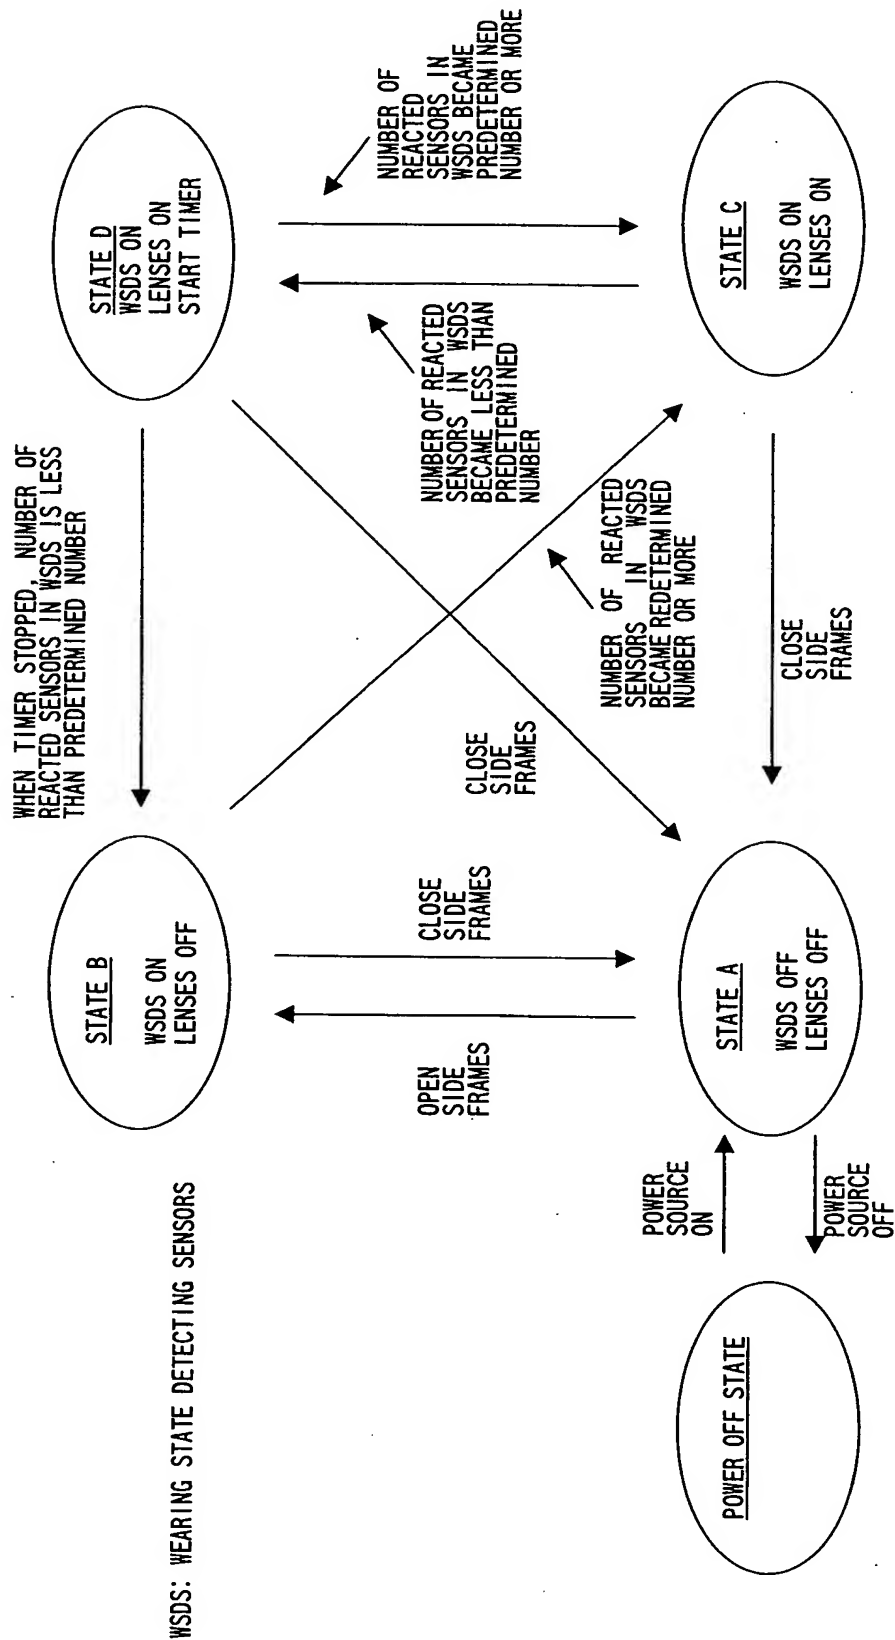 WSDS: WEARING STATE DETECTING SENSORS
WHEN TIMER STOPPED, NUMBER OF
REACTED SENSORS IN WSDS IS LESS
THAN PREDETERMINED NUMBER
STATE B
WSDS ON
LENSES OFF
STATE D
WSDS ON
LENSES ON
START TIMER
NUMBER OF
REACTED
SENSORS IN
WSDS BECAME
PREDETERMINED
NUMBER OR MORE
NUMBER OF REACTED
SENSORS IN WSDS
BECAME LESS THAN
PREDETERMINED
NUMBER
OPEN
SIDE
FRAMES
CLOSE
SIDE
FRAMES
CLOSE
SIDE
FRAMES
NUMBER OF REACTED
SENSORS IN WSDS
BECAME REDETERMINED
NUMBER OR MORE
POWER OFF STATE
POWER
SOURCE
ON
POWER
SOURCE
OFF
STATE A
WSDS OFF
LENSES OFF
CLOSE
SIDE
FRAMES
STATE C
WSDS ON
LENSES ON